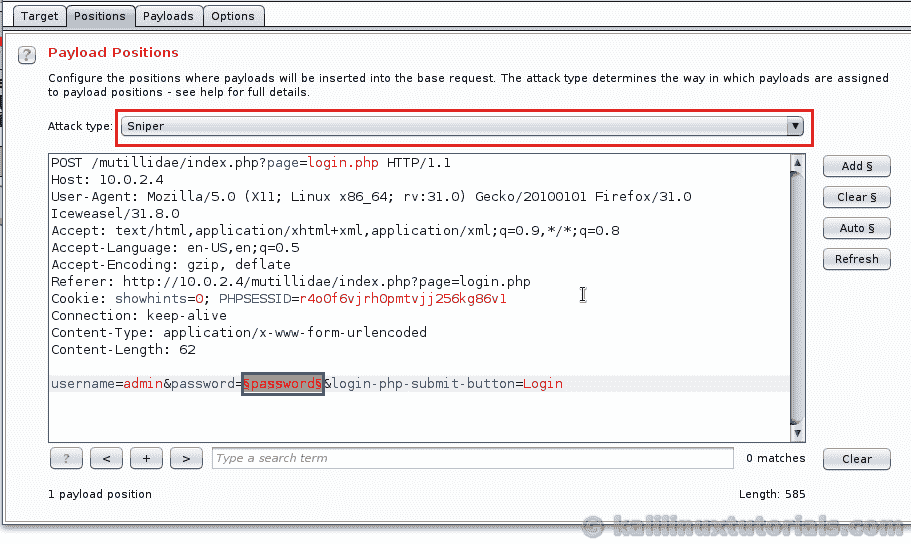 Target Positions Payloads Options
? Payload Positions
Configure the positions where payloads will be inserted into the base request. The attack type determines the way in which payloads are assigned
to payload positions - see help for full details.
Attack type: Sniper
POST /mutillidae/index.php?page=login.php HTTP/1.1
Host: 10.0.2.4
User-Agent: Mozilla/5.0 (X11; Linux x86_64; rv:31.0) Gecko/20100101 Firefox/31.0
Iceweasel/31.8.0
Accept: text/html,application/xhtml+xml,application/xml;q=0.9,*/*;q=0.8
Accept-Language: en-US,en;q=0.5
Accept-Encoding: gzip, deflate
Referer: http://10.0.2.4/mutillidae/index.php?page=login.php
Cookie: showhints=0; PHPSESSID=r4o0f6vjrh0pmtvjj256kg86v1
Connection: keep-alive
Content-Type: application/x-www-form-urlencoded
Content-Length: 62
username=admin&password=§password§&login-php-submit-button=Login
Add §
Clear §
Auto §
Refresh
? < + > Type a search term 0 matches Clear
1 payload position Length: 585
© kalilinuxtutorials.com